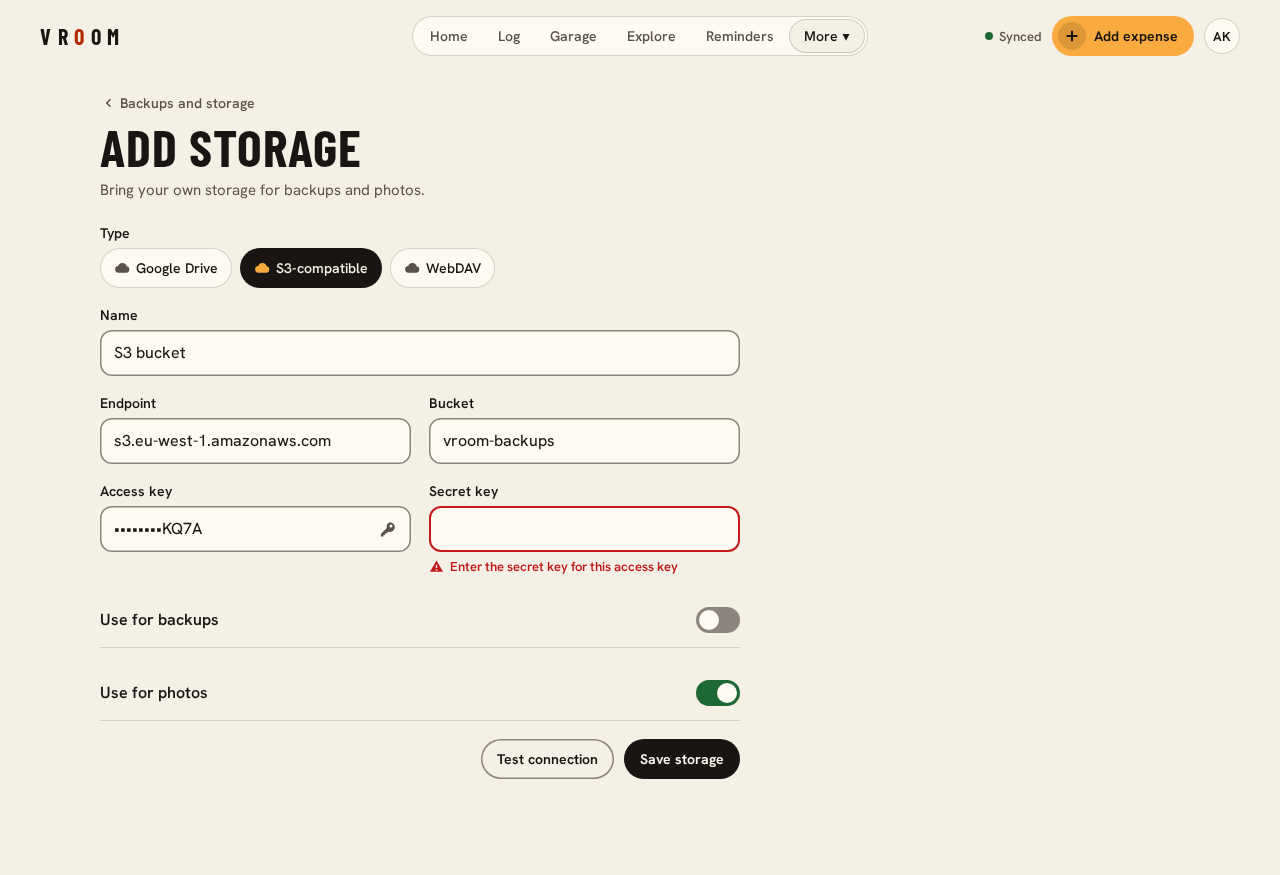 VROOM
Home Log Garage Explore Reminders More ▾
Synced
+ Add expense
AK
Backups and storage
ADD STORAGE
Bring your own storage for backups and photos.
Type
Google Drive S3-compatible WebDAV
Name
S3 bucket
Endpoint Bucket
s3.eu-west-1.amazonaws.com vroom-backups
Access key Secret key
▪▪▪▪▪▪▪▪KQ7A
Enter the secret key for this access key
Use for backups
Use for photos
Test connection Save storage